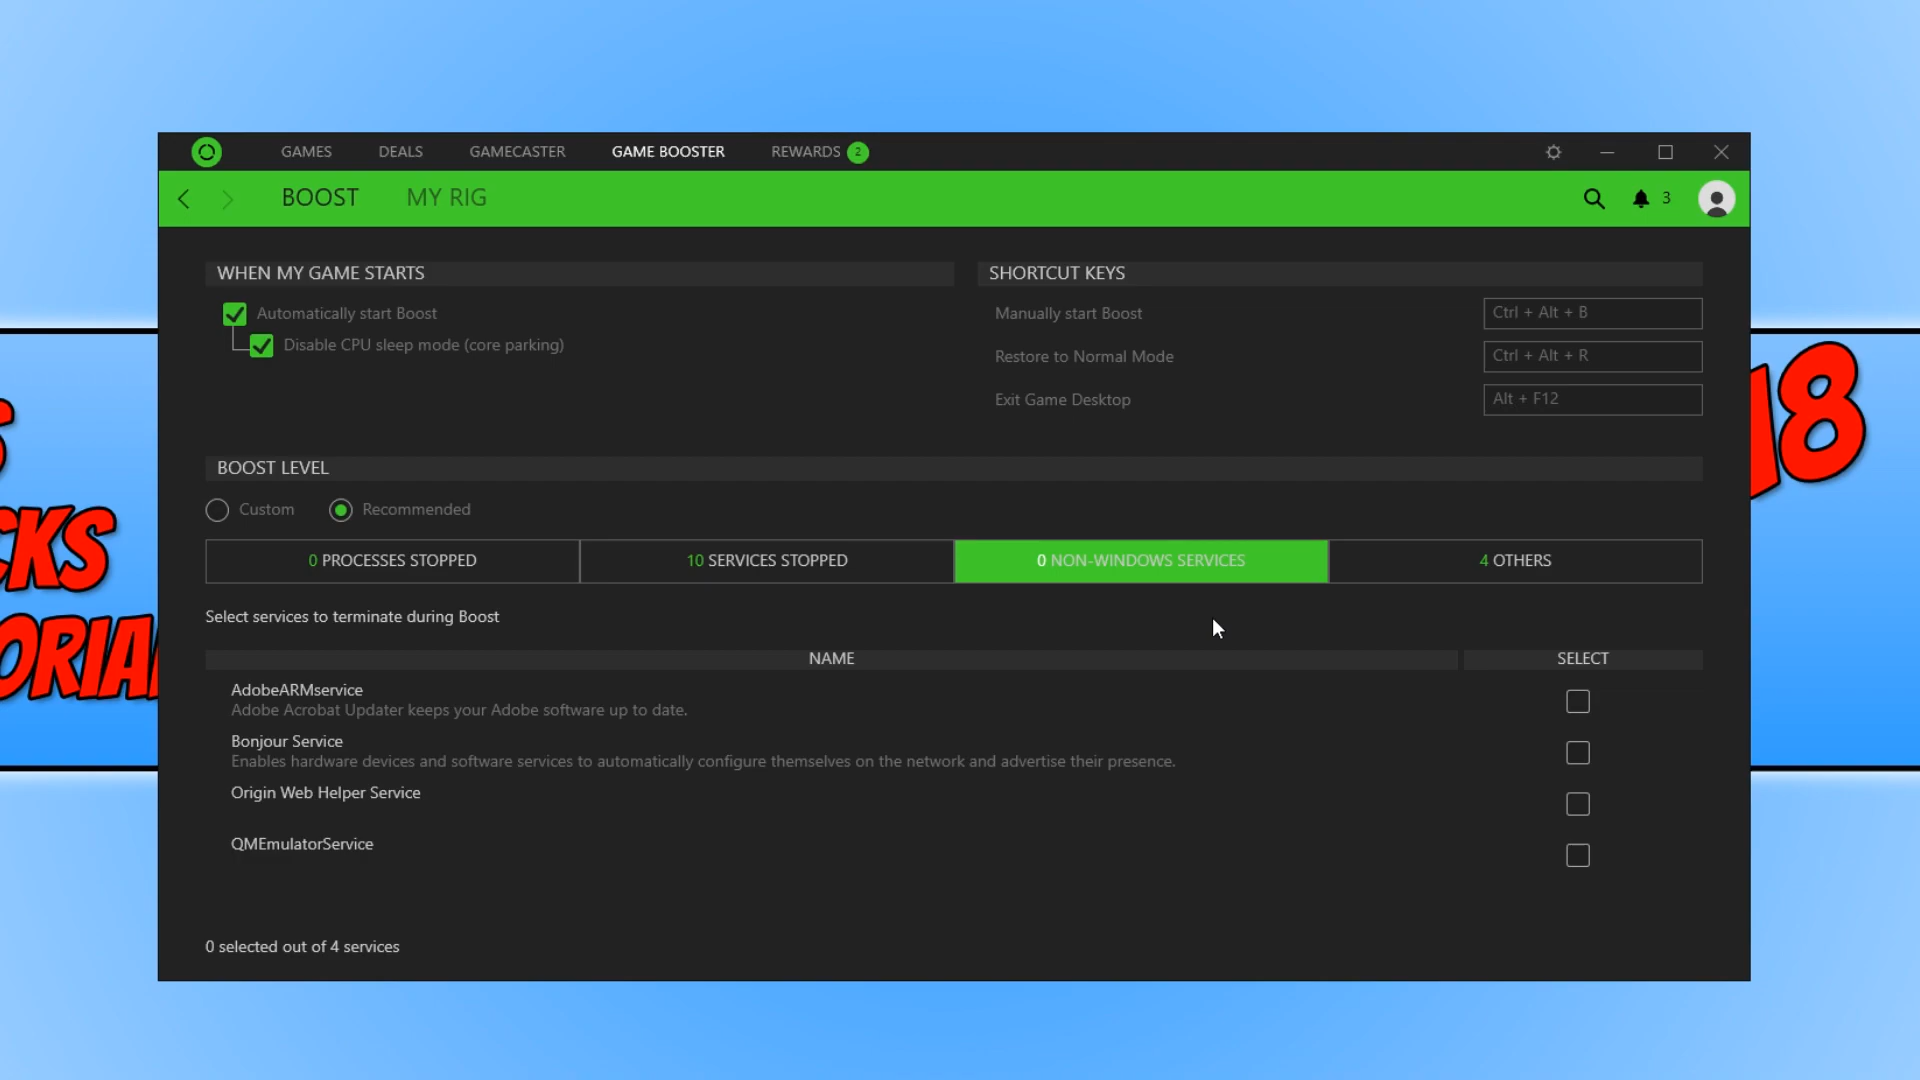 GAMES DEALS GAMECASTER GAME BOOSTER REWARDS 2
BOOST MY RIG 3
WHEN MY GAME STARTS
Automatically start Boost
Disable CPU sleep mode (core parking)
SHORTCUT KEYS
Manually start Boost Ctrl + Alt + B
Restore to Normal Mode Ctrl + Alt + R
Exit Game Desktop Alt + F12
BOOST LEVEL
Custom Recommended
0 PROCESSES STOPPED 10 SERVICES STOPPED 0 NON-WINDOWS SERVICES 4 OTHERS
Select services to terminate during Boost
NAME SELECT
AdobeARMservice
Adobe Acrobat Updater keeps your Adobe software up to date.
Bonjour Service
Enables hardware devices and software services to automatically configure themselves on the network and advertise their presence.
Origin Web Helper Service
QMEmulatorService
0 selected out of 4 services